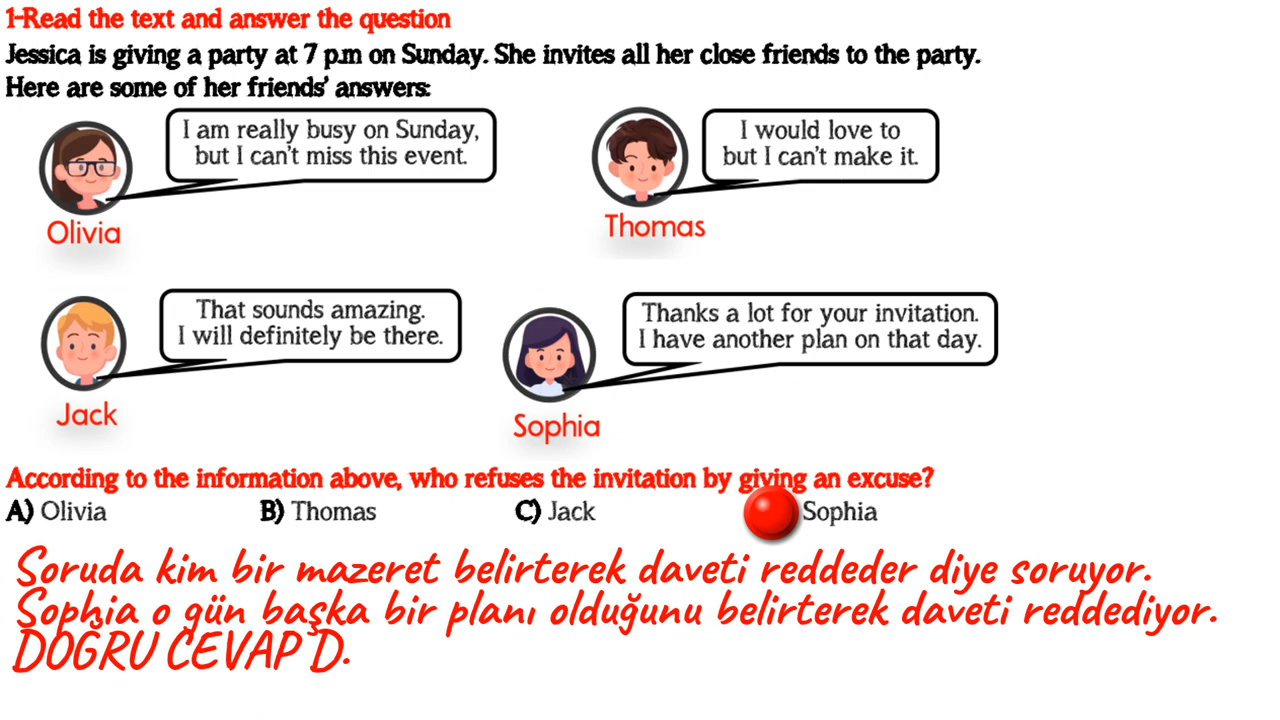 1-Read the text and answer the question
Jessica is giving a party at 7 p.m on Sunday. She invites all her close friends to the party.
Here are some of her friends' answers:
I am really busy on Sunday,
but I can't miss this event.
Olivia
I would love to
but I can't make it.
Thomas
That sounds amazing.
I will definitely be there.
Jack
Thanks a lot for your invitation.
I have another plan on that day.
Sophia
According to the information above, who refuses the invitation by giving an excuse?
A) Olivia B) Thomas C) Jack Sophia
Soruda kim bir mazeret belirterek daveti reddeder diye soruyor.
Sophia o gün başka bir planı olduğunu belirterek daveti reddediyor.
DOĞRU CEVAP D.